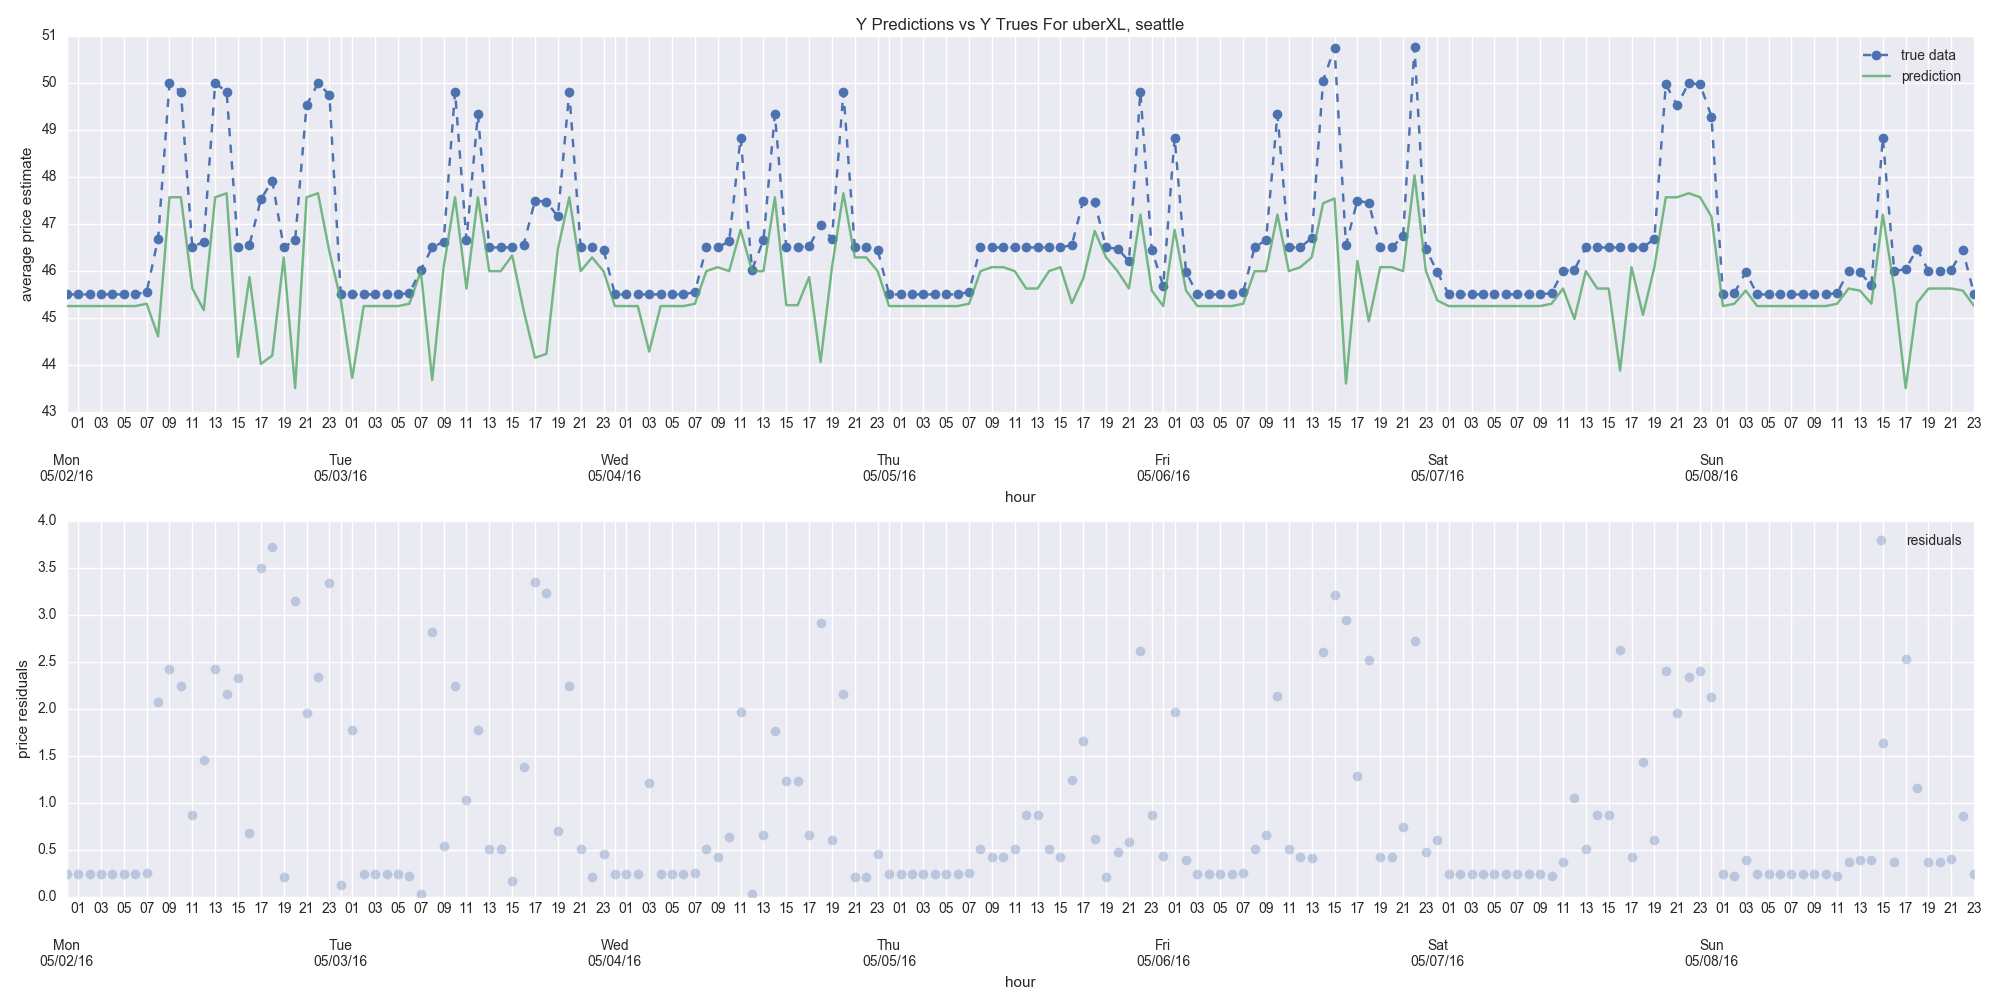 Y Predictions vs Y Trues For uberXL, seattle
true data
prediction
average price estimate
51
50
49
48
47
46
45
44
43
01 03 05 07 09 11 13 15 17 19 21 23 01 03 05 07 09 11 13 15 17 19 21 23 01 03 05 07 09 11 13 15 17 19 21 23 01 03 05 07 09 11 13 15 17 19 21 23 01 03 05 07 09 11 13 15 17 19 21 23 01 03 05 07 09 11 13 15 17 19 21 23 01 03 05 07 09 11 13 15 17 19 21 23
Mon Tue Wed Thu Fri Sat Sun
05/02/16 05/03/16 05/04/16 05/05/16 05/06/16 05/07/16 05/08/16
hour
residuals
price residuals
4.0
3.5
3.0
2.5
2.0
1.5
1.0
0.5
0.0
01 03 05 07 09 11 13 15 17 19 21 23 01 03 05 07 09 11 13 15 17 19 21 23 01 03 05 07 09 11 13 15 17 19 21 23 01 03 05 07 09 11 13 15 17 19 21 23 01 03 05 07 09 11 13 15 17 19 21 23 01 03 05 07 09 11 13 15 17 19 21 23 01 03 05 07 09 11 13 15 17 19 21 23
Mon Tue Wed Thu Fri Sat Sun
05/02/16 05/03/16 05/04/16 05/05/16 05/06/16 05/07/16 05/08/16
hour